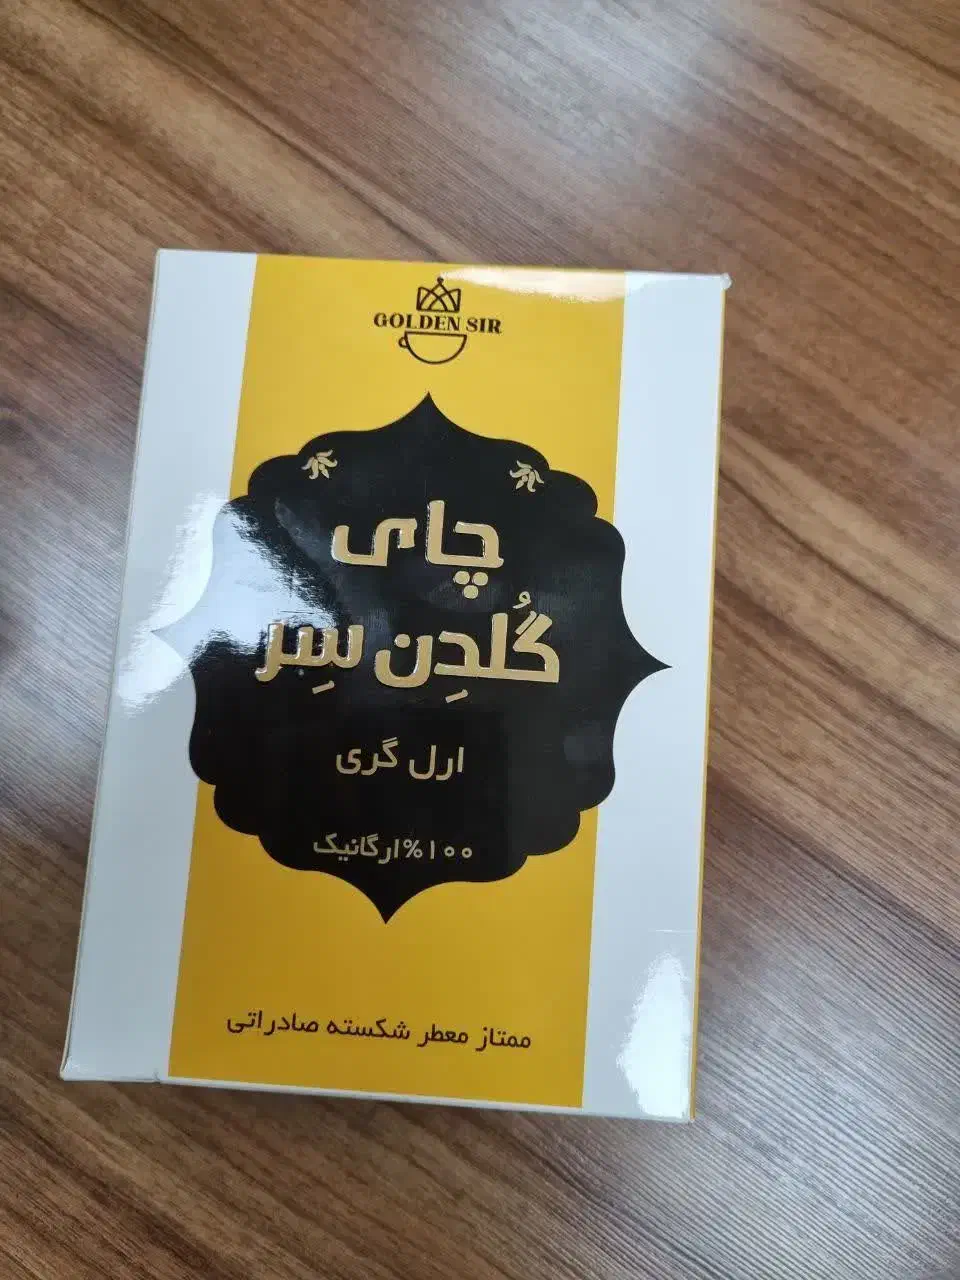 GOLDEN SIR
چای
گُلدِن سِر
ارل گری
۱۰۰%ارگانیک
ممتاز معطر شکسته صادراتی